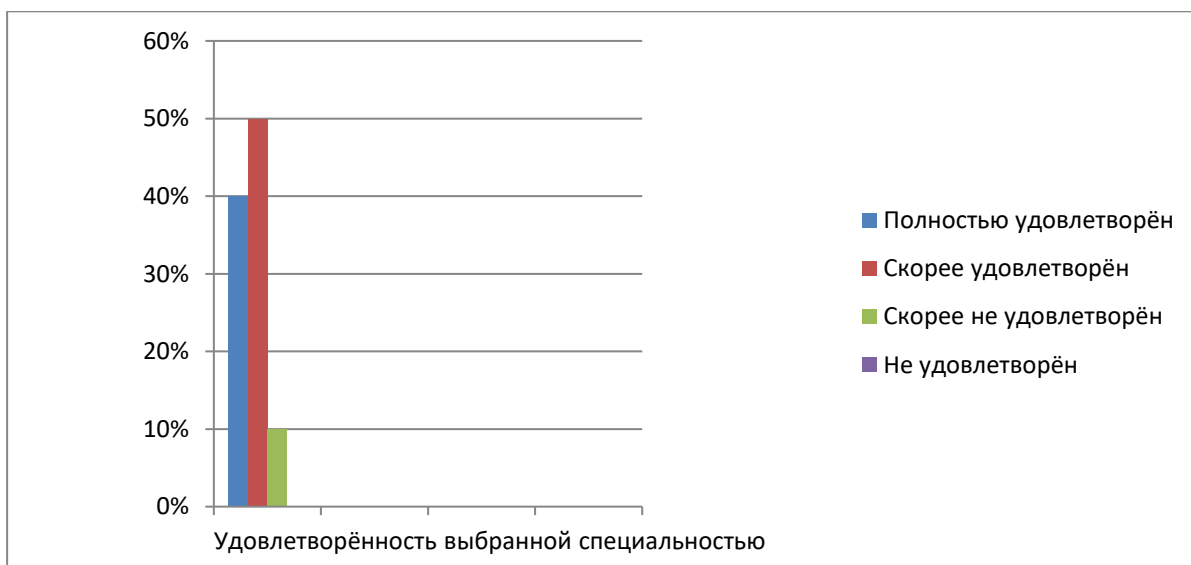 60%
50%
40%
30%
20%
10%
0%
Удовлетворённость выбранной специальностью
Полностью удовлетворён
Скорее удовлетворён
Скорее не удовлетворён
Не удовлетворён